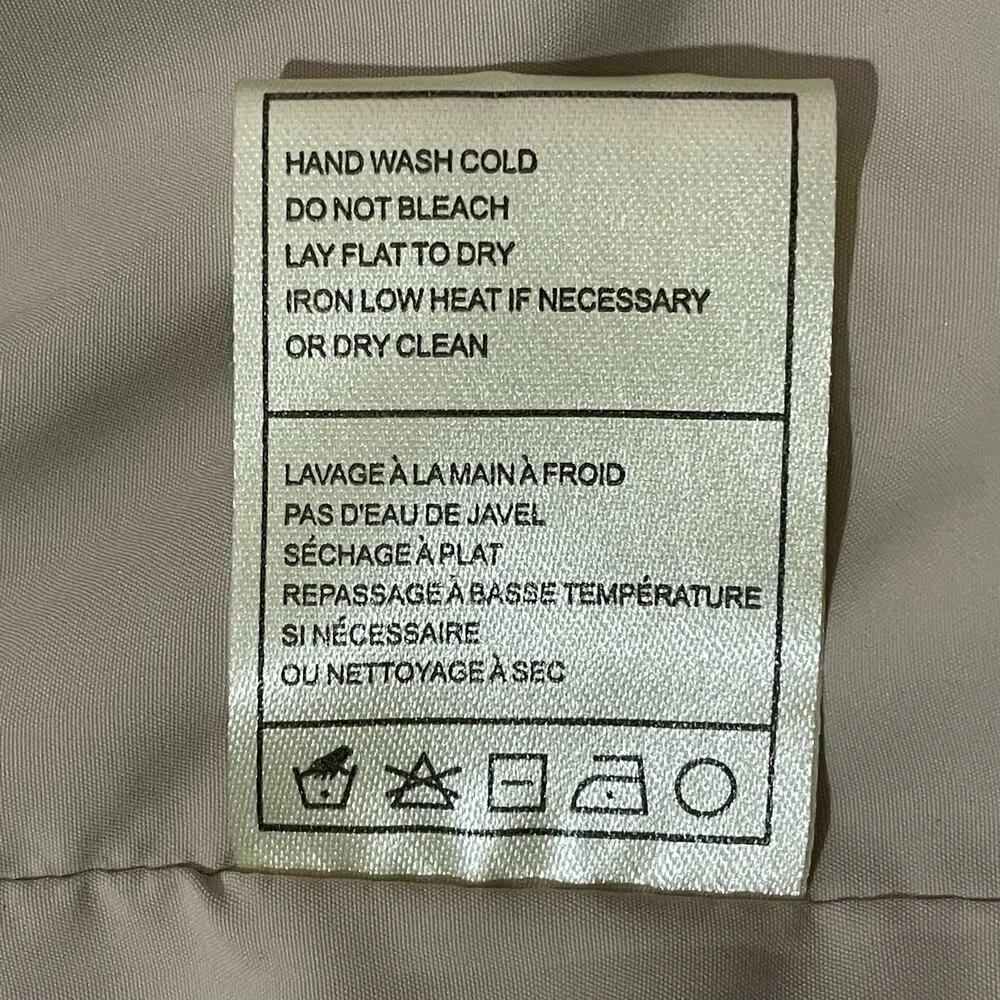 HAND WASH COLD
DO NOT BLEACH
LAY FLAT TO DRY
IRON LOW HEAT IF NECESSARY
OR DRY CLEAN
LAVAGE À LA MAIN À FROID
PAS D'EAU DE JAVEL
SÉCHAGE À PLAT
REPASSAGE À BASSE TEMPÉRATURE
SI NÉCESSAIRE
OU NETTOYAGE À SEC